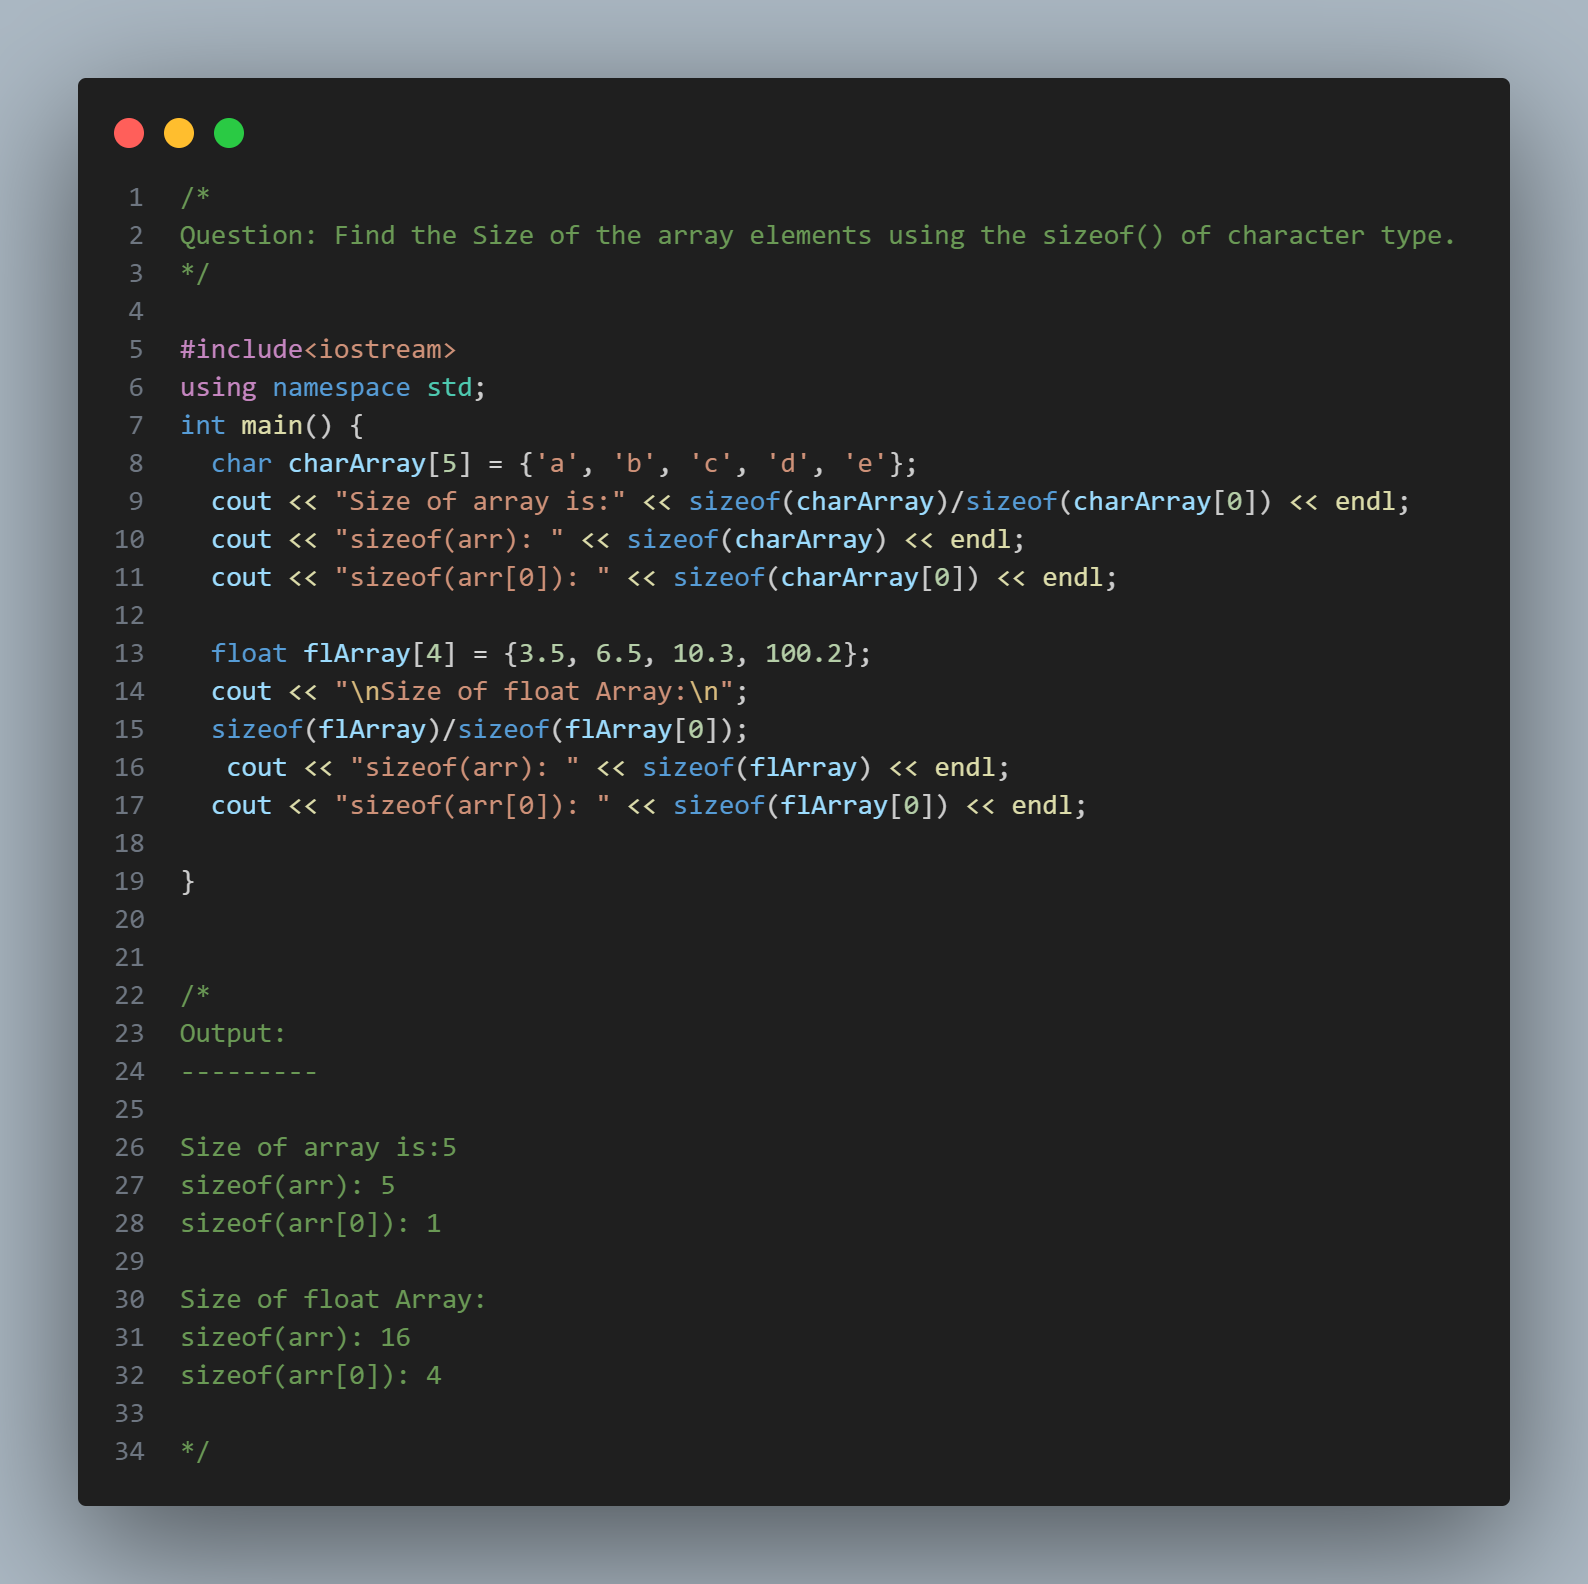 1 /*
2 Question: Find the Size of the array elements using the sizeof() of character type.
3 */
4
5 #include<iostream>
6 using namespace std;
7 int main() {
8   char charArray[5] = {'a', 'b', 'c', 'd', 'e'};
9   cout << "Size of array is:" << sizeof(charArray)/sizeof(charArray[0]) << endl;
10   cout << "sizeof(arr): " << sizeof(charArray) << endl;
11   cout << "sizeof(arr[0]): " << sizeof(charArray[0]) << endl;
12
13   float flArray[4] = {3.5, 6.5, 10.3, 100.2};
14   cout << "\nSize of float Array:\n";
15   sizeof(flArray)/sizeof(flArray[0]);
16    cout << "sizeof(arr): " << sizeof(flArray) << endl;
17   cout << "sizeof(arr[0]): " << sizeof(flArray[0]) << endl;
18
19 }
20
21
22 /*
23 Output:
24 ---------
25
26 Size of array is:5
27 sizeof(arr): 5
28 sizeof(arr[0]): 1
29
30 Size of float Array:
31 sizeof(arr): 16
32 sizeof(arr[0]): 4
33
34 */